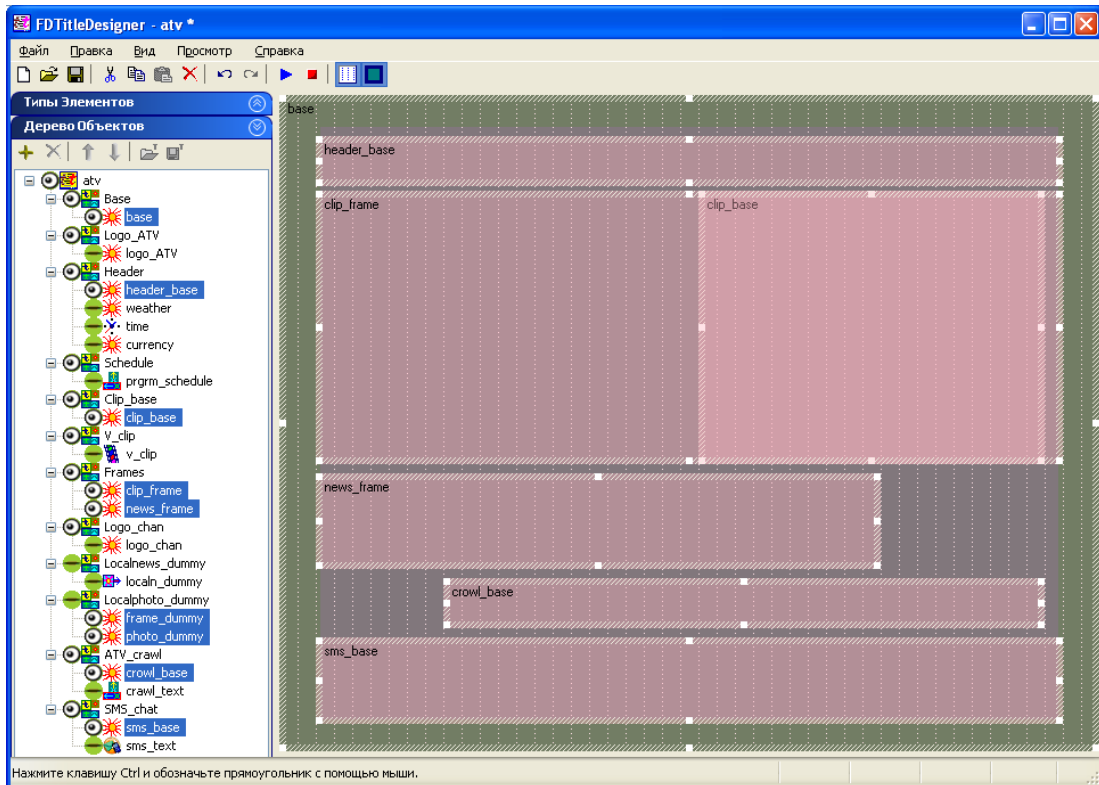 FDTitleDesigner - atv *
Файл Правка Вид Просмотр Справка
Типы Элементов
Дерево Объектов
atv
Base
base
Logo_ATV
logo_ATV
Header
header_base
weather
time
currency
Schedule
prgrm_schedule
Clip_base
clip_base
V_clip
v_clip
Frames
clip_frame
news_frame
Logo_chan
logo_chan
Localnews_dummy
localn_dummy
Localphoto_dummy
frame_dummy
photo_dummy
ATV_crawl
crowl_base
crawl_text
SMS_chat
sms_base
sms_text
base
header_base
clip_frame clip_base
news_frame
crowl_base
sms_base
Нажмите клавишу Ctrl и обозначьте прямоугольник с помощью мыши.